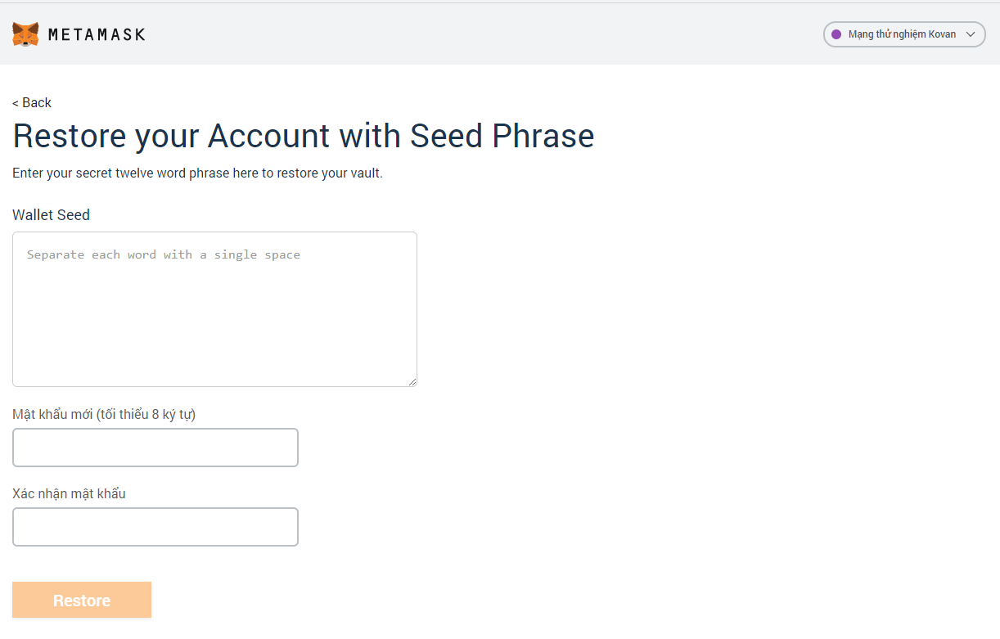 METAMASK
Mạng thử nghiệm Kovan
< Back
Restore your Account with Seed Phrase
Enter your secret twelve word phrase here to restore your vault.
Wallet Seed
Separate each word with a single space
Mật khẩu mới (tối thiểu 8 ký tự)
Xác nhận mật khẩu
Restore